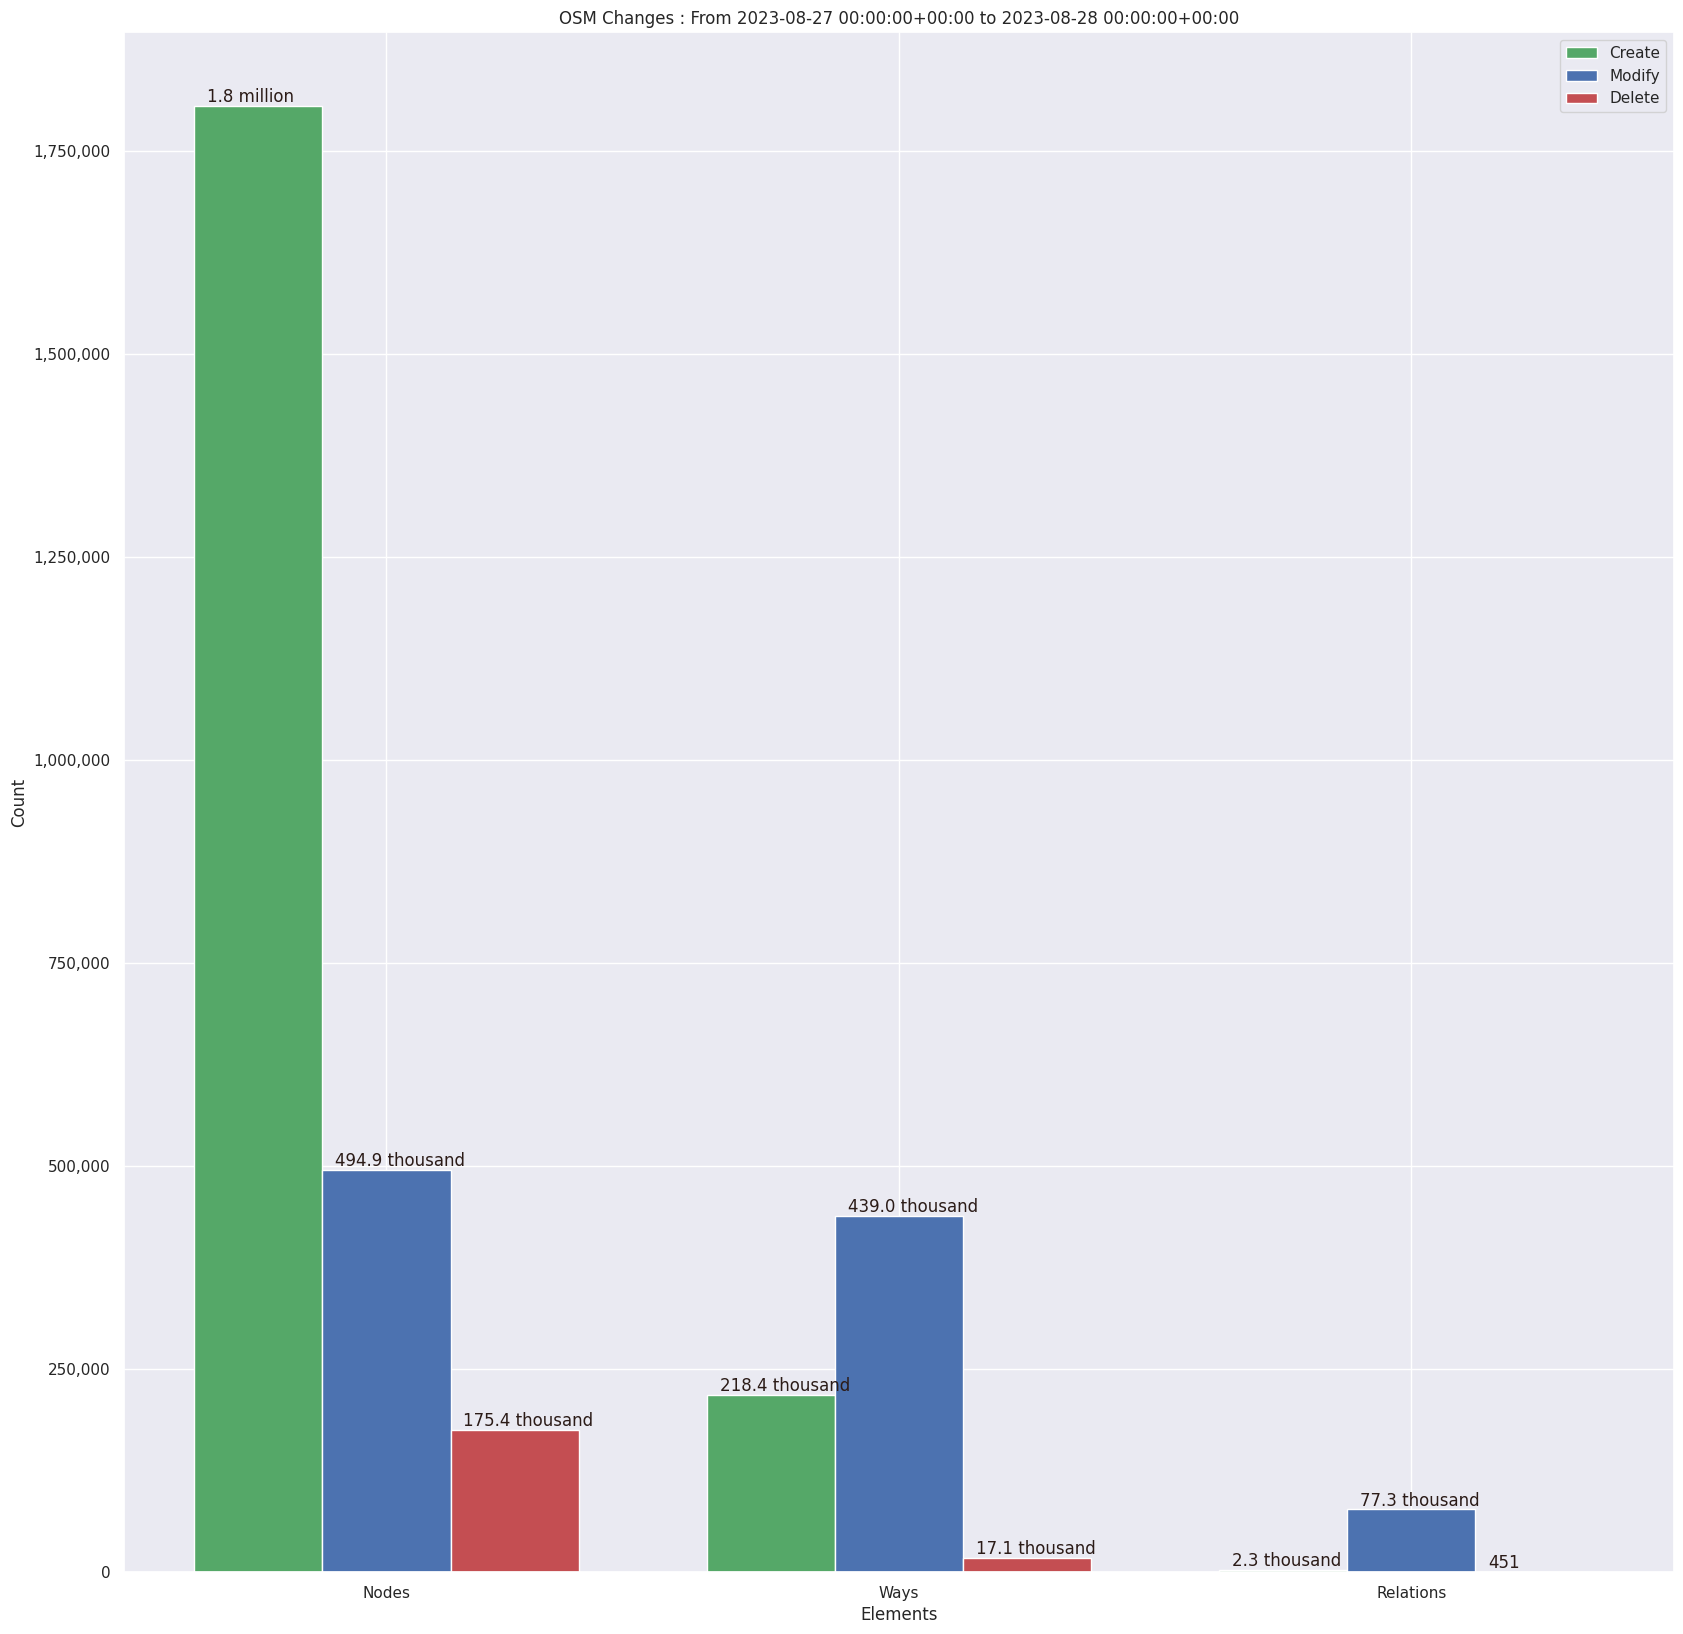 OSM Changes : From 2023-08-27 00:00:00+00:00 to 2023-08-28 00:00:00+00:00
Create
Modify
Delete
1.8 million
1,750,000
1,500,000
1,250,000
1,000,000
Count
750,000
500,000
494.9 thousand
439.0 thousand
250,000
218.4 thousand
175.4 thousand
77.3 thousand
17.1 thousand
2.3 thousand
451
0
Nodes
Ways
Relations
Elements